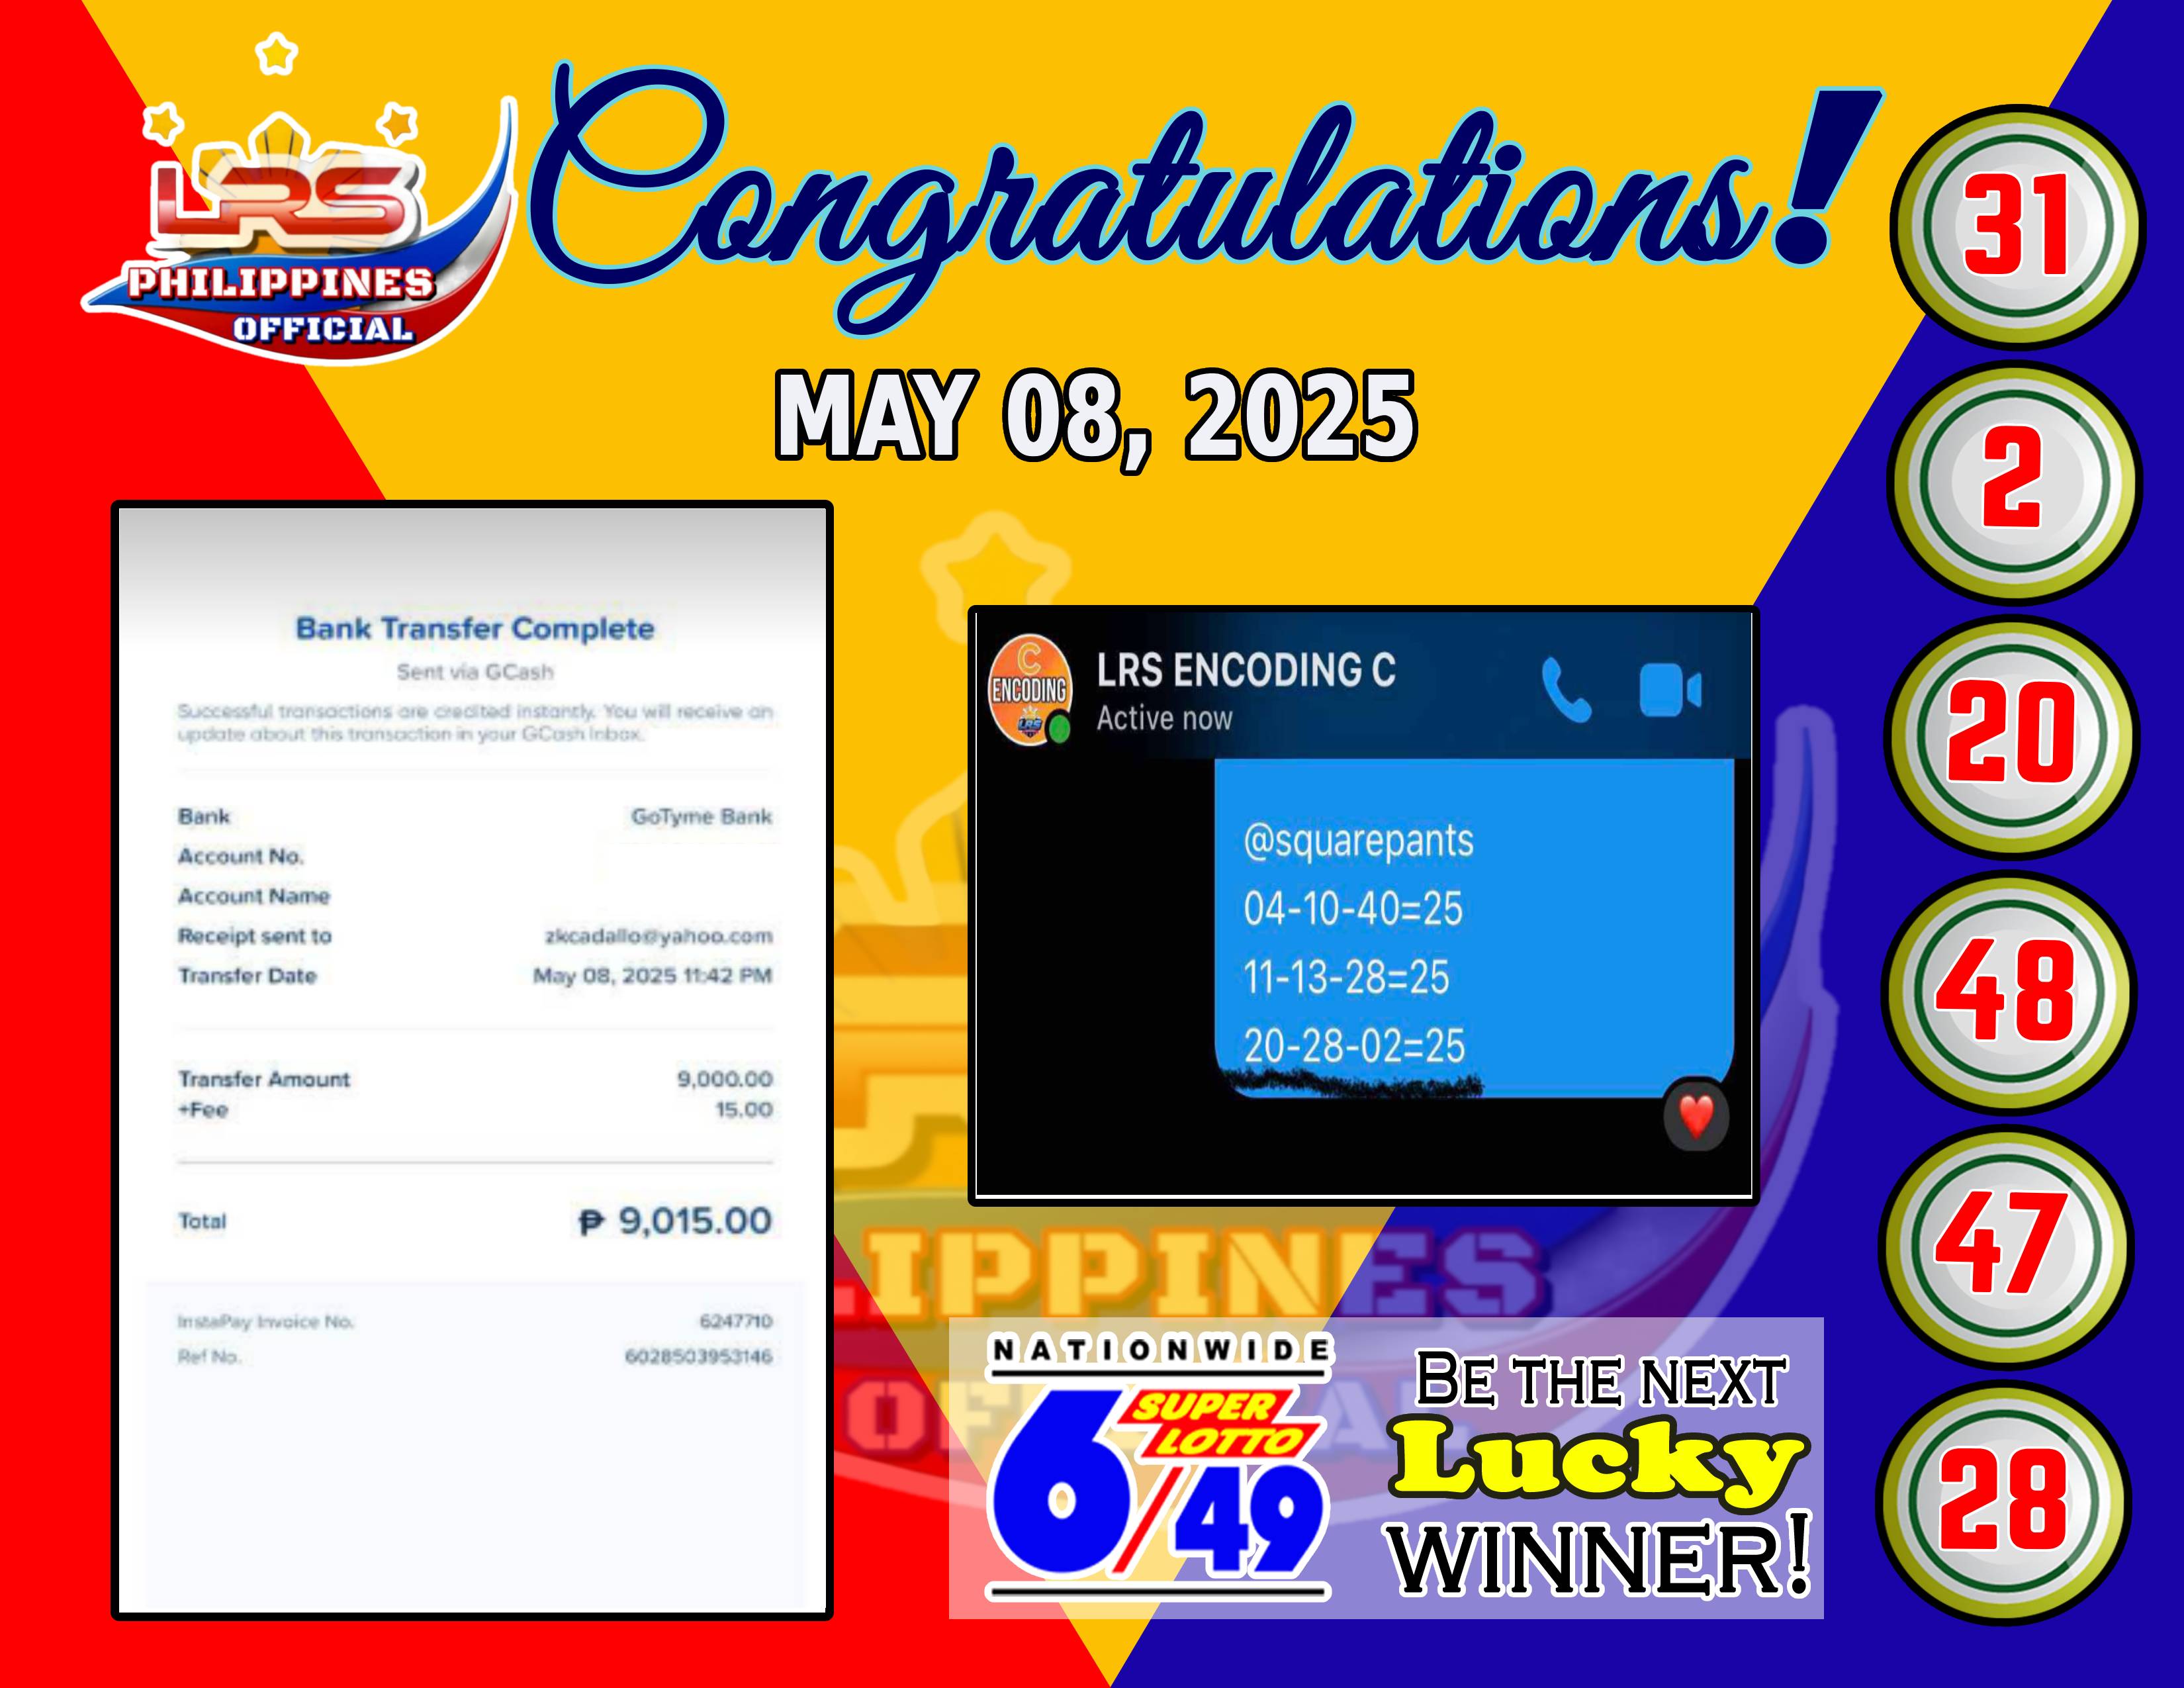 LRS
PHILIPPINES
OFFICIAL
Congratulations!
MAY 08, 2025
Bank Transfer Complete
Sent via GCash
Successful transactions are credited instantly. You will receive an
update about this transaction in your GCash Inbox.
Bank GoTyme Bank
Account No.
Account Name
Receipt sent to zkcadallo@yahoo.com
Transfer Date May 08, 2025 11:42 PM
Transfer Amount 9,000.00
+Fee 15.00
Total ₱ 9,015.00
InstaPay Invoice No. 6247710
Ref No. 6028503953146
C
ENCODING
LRS
LRS ENCODING C
Active now
@squarepants
04-10-40=25
11-13-28=25
20-28-02=25
NATIONWIDE
SUPER
LOTTO
6/49
BE THE NEXT
Lucky
WINNER!
31
2
20
48
47
28